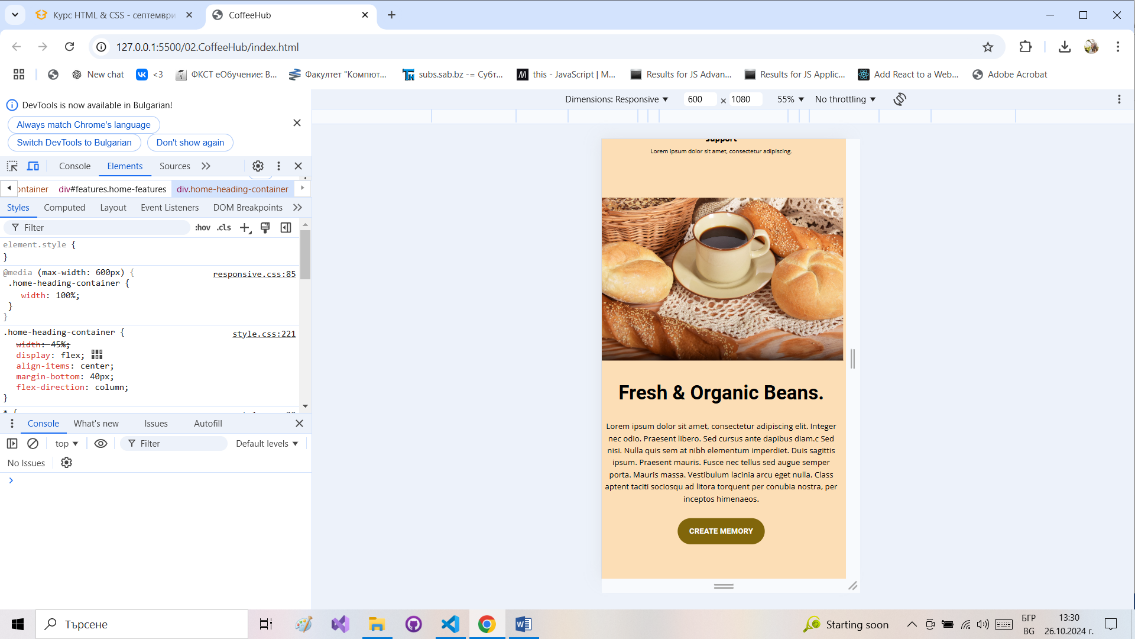 Курс HTML & CSS - септември
CoffeeHub
127.0.0.1:5500/02.CoffeeHub/index.html
New chat
<3
ФКСТ еОбучение: В...
Факултет "Компют...
subs.sab.bz -= Субт...
this - JavaScript | M...
Results for JS Advan...
Results for JS Applic...
Add React to a Web...
Adobe Acrobat
DevTools is now available in Bulgarian!
Always match Chrome's language
Switch DevTools to Bulgarian
Don't show again
Console
Elements
Sources
ontainer
div#features.home-features
div.home-heading-container
Styles
Computed
Layout
Event Listeners
DOM Breakpoints
Filter
:hov .cls
element.style {
}
@media (max-width: 600px) {
responsive.css:85
.home-heading-container {
width: 100%;
}
}
.home-heading-container {
style.css:221
width: 45%;
display: flex;
align-items: center;
margin-bottom: 40px;
flex-direction: column;
}
Console
What's new
Issues
Autofill
top
Filter
Default levels
No Issues
Dimensions: Responsive
600
×
1080
55%
No throttling
Support
Lorem ipsum dolor sit amet, consectetur adipiscing.
Fresh & Organic Beans.
Lorem ipsum dolor sit amet, consectetur adipiscing elit. Integer
nec odio. Praesent libero. Sed cursus ante dapibus diam.c Sed
nisi. Nulla quis sem at nibh elementum imperdiet. Duis sagittis
ipsum. Praesent mauris. Fusce nec tellus sed augue semper
porta. Mauris massa. Vestibulum lacinia arcu eget nulla. Class
aptent taciti sociosqu ad litora torquent per conubia nostra, per
inceptos himenaeos.
CREATE MEMORY
Търсене
Starting soon
БГР
BG
13:30
26.10.2024 г.